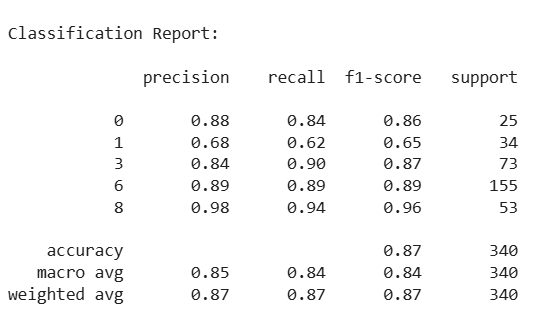 Classification Report:
precision recall f1-score support
0 0.88 0.84 0.86 25
1 0.68 0.62 0.65 34
3 0.84 0.90 0.87 73
6 0.89 0.89 0.89 155
8 0.98 0.94 0.96 53
accuracy 0.87 340
macro avg 0.85 0.84 0.84 340
weighted avg 0.87 0.87 0.87 340